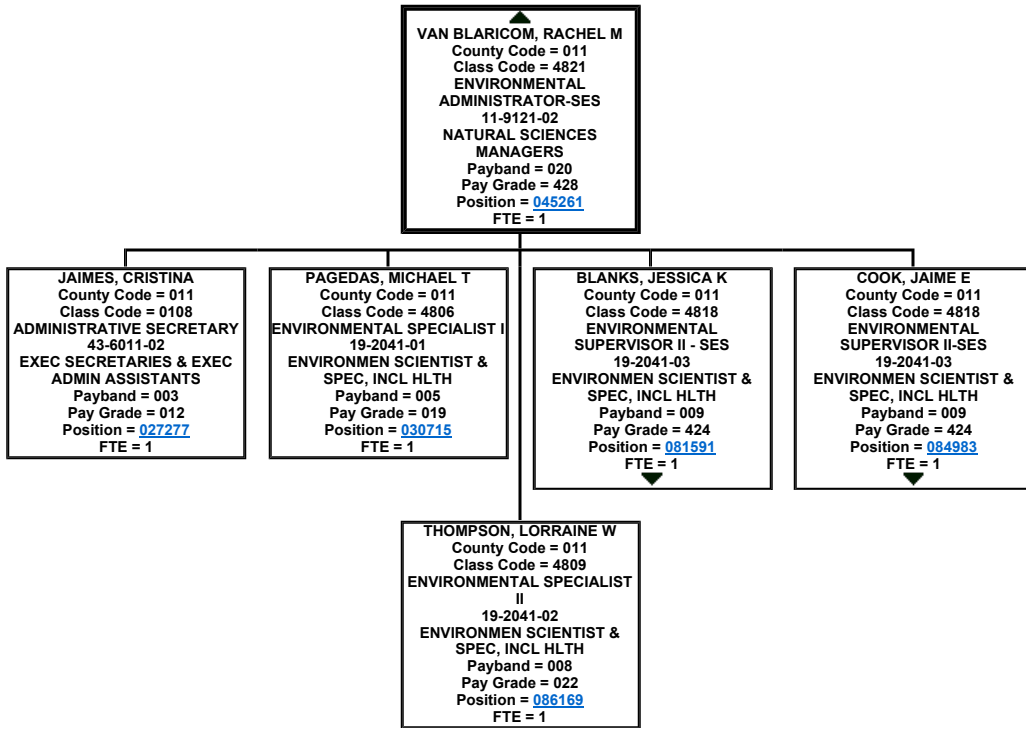 VAN BLARICOM, RACHEL M
County Code = 011
Class Code = 4821
ENVIRONMENTAL
ADMINISTRATOR-SES
11-9121-02
NATURAL SCIENCES
MANAGERS
Payband = 020
Pay Grade = 428
Position = 045261
FTE = 1
JAIMES, CRISTINA
County Code = 011
Class Code = 0108
ADMINISTRATIVE SECRETARY
43-6011-02
EXEC SECRETARIES & EXEC
ADMIN ASSISTANTS
Payband = 003
Pay Grade = 012
Position = 027277
FTE = 1
PAGEDAS, MICHAEL T
County Code = 011
Class Code = 4806
ENVIRONMENTAL SPECIALIST I
19-2041-01
ENVIRONMEN SCIENTIST &
SPEC, INCL HLTH
Payband = 005
Pay Grade = 019
Position = 030715
FTE = 1
BLANKS, JESSICA K
County Code = 011
Class Code = 4818
ENVIRONMENTAL
SUPERVISOR II - SES
19-2041-03
ENVIRONMEN SCIENTIST &
SPEC, INCL HLTH
Payband = 009
Pay Grade = 424
Position = 081591
FTE = 1
COOK, JAIME E
County Code = 011
Class Code = 4818
ENVIRONMENTAL
SUPERVISOR II-SES
19-2041-03
ENVIRONMEN SCIENTIST &
SPEC, INCL HLTH
Payband = 009
Pay Grade = 424
Position = 084983
FTE = 1
THOMPSON, LORRAINE W
County Code = 011
Class Code = 4809
ENVIRONMENTAL SPECIALIST
II
19-2041-02
ENVIRONMEN SCIENTIST &
SPEC, INCL HLTH
Payband = 008
Pay Grade = 022
Position = 086169
FTE = 1